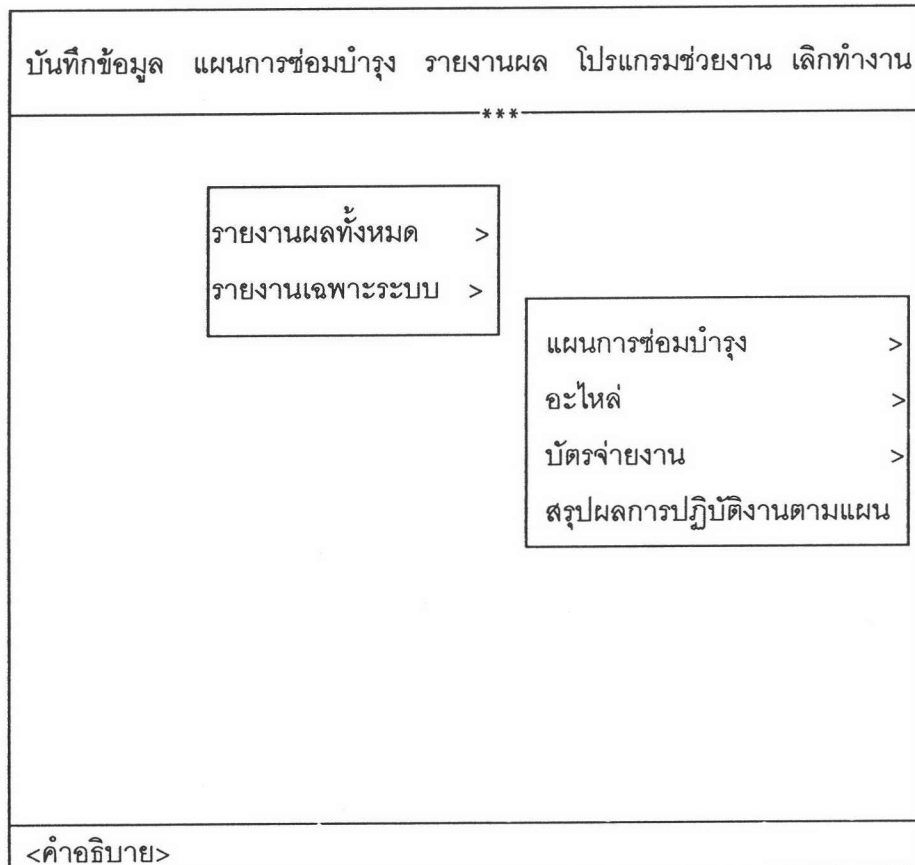 บันทึกข้อมูล แผนการซ่อมบำรุง รายงานผล โปรแกรมช่วยงาน เลิกทำงาน
***
รายงานผลทั้งหมด >
รายงานเฉพาะระบบ >
แผนการซ่อมบำรุง >
อะไหล่ >
บัตรจ่ายงาน >
สรุปผลการปฏิบัติงานตามแผน
<คำอธิบาย>